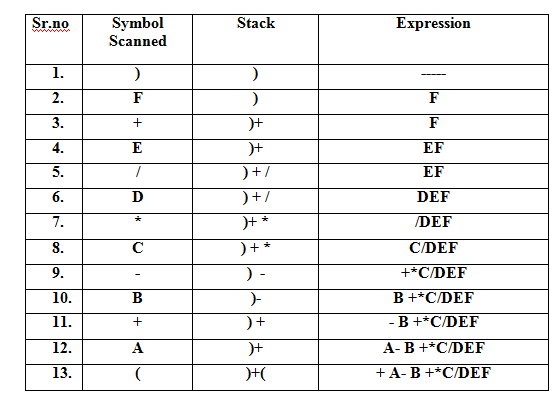 Sr.no Symbol Scanned Stack Expression
1. ) ) -----
2. F ) F
3. + )+ F
4. E )+ EF
5. / ) + / EF
6. D ) + / DEF
7. * )+ * /DEF
8. C ) + * C/DEF
9. - ) - +*C/DEF
10. B )- B +*C/DEF
11. + ) + - B +*C/DEF
12. A )+ A- B +*C/DEF
13. ( )+( + A- B +*C/DEF